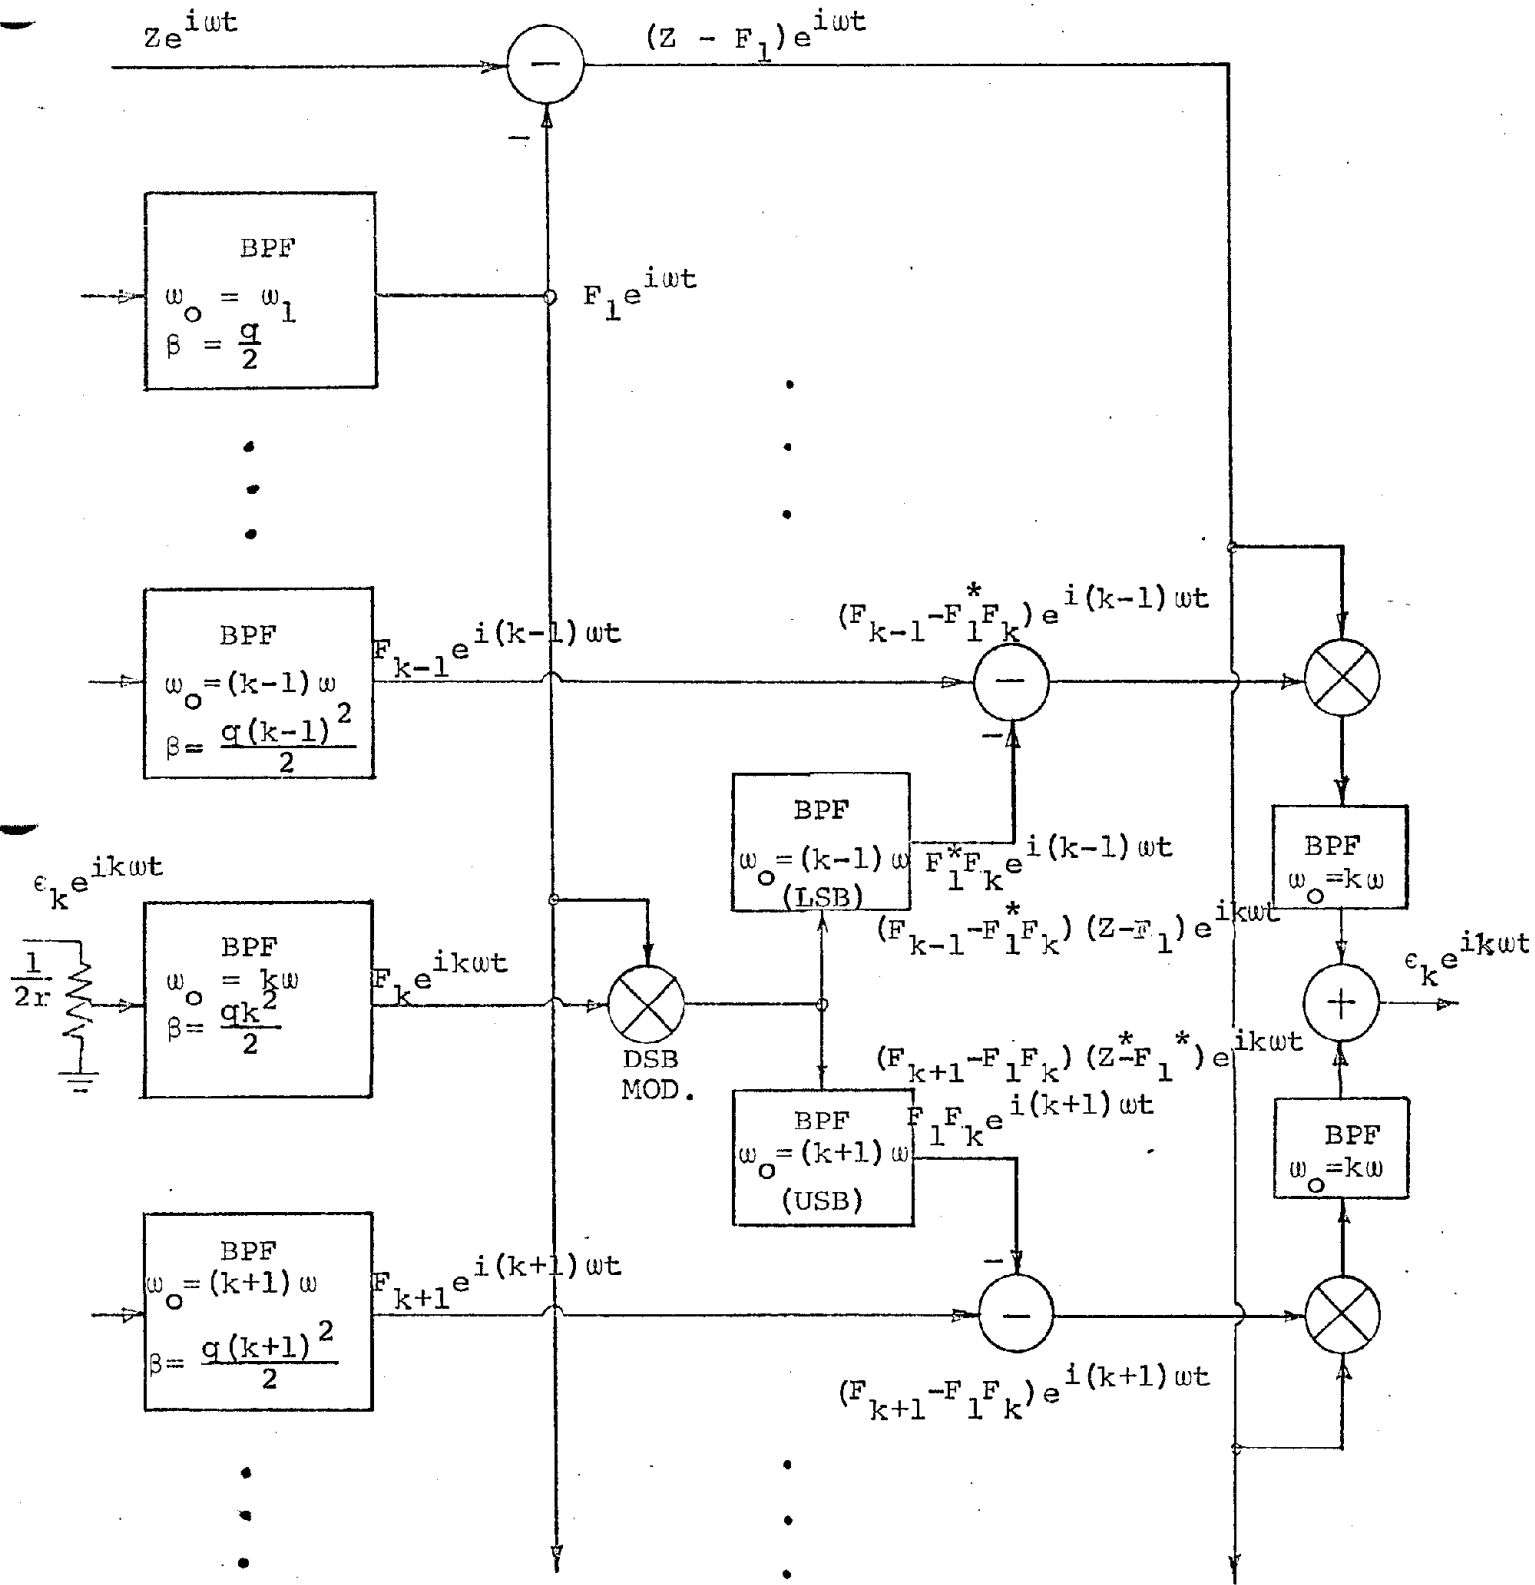 Ze^{iωt}
(Z - F_1)e^{iωt}
−
−
BPF
ω_o = ω_1
β = q/2
F_1e^{iωt}
BPF
ω_o=(k-1)ω
β= q(k-1)^2/2
F_{k-1}e^{i(k-1)ωt}
(F_{k-1}-F_1^*F_k)e^{i(k-1)ωt}
−
−
BPF
ω_o=(k-1)ω
(LSB)
F_1^*F_ke^{i(k-1)ωt}
BPF
ω_o=kω
(F_{k-1}-F_1^*F_k)(Z-F_1)e^{ikωt}
ε_ke^{ikωt}
1/2r
BPF
ω_o = kω
β= qk^2/2
F_ke^{ikωt}
DSB
MOD.
+
ε_ke^{ikωt}
(F_{k+1}-F_1F_k)(Z^*-F_1^*)e^{ikωt}
BPF
ω_o=(k+1)ω
(USB)
F_1F_ke^{i(k+1)ωt}
BPF
ω_o=kω
BPF
ω_o=(k+1)ω
β= q(k+1)^2/2
F_{k+1}e^{i(k+1)ωt}
−
−
(F_{k+1}-F_1F_k)e^{i(k+1)ωt}